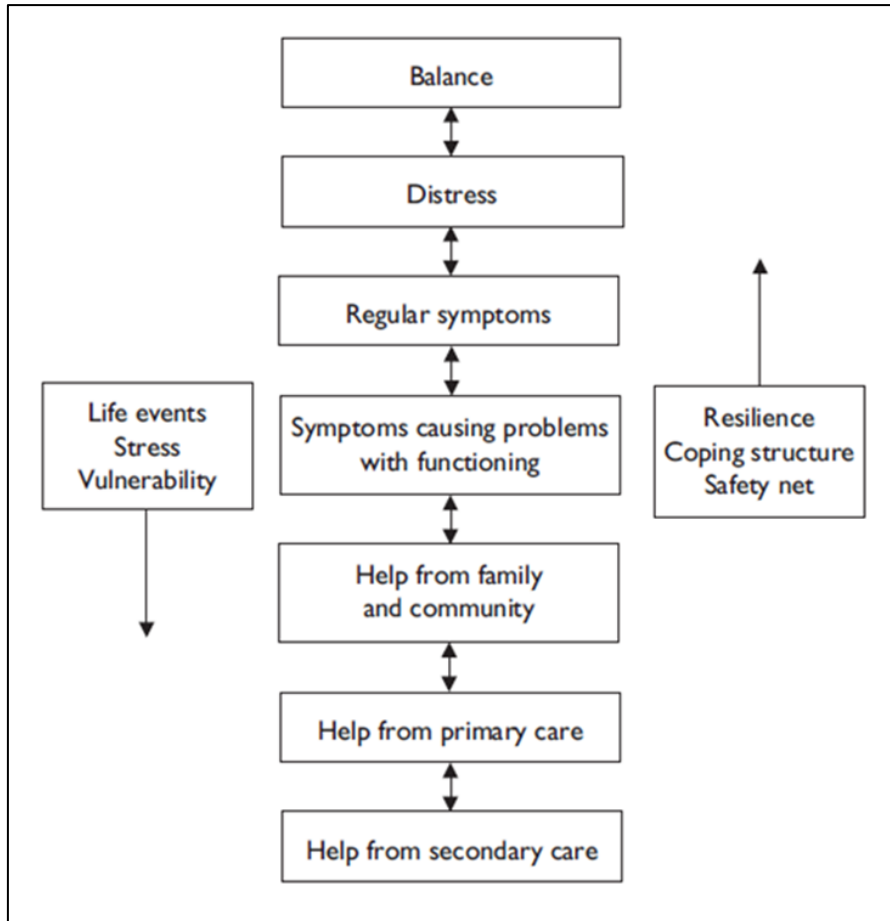 Balance
Distress
Regular symptoms
Life events
Stress
Vulnerability
Symptoms causing problems
with functioning
Resilience
Coping structure
Safety net
Help from family
and community
Help from primary care
Help from secondary care